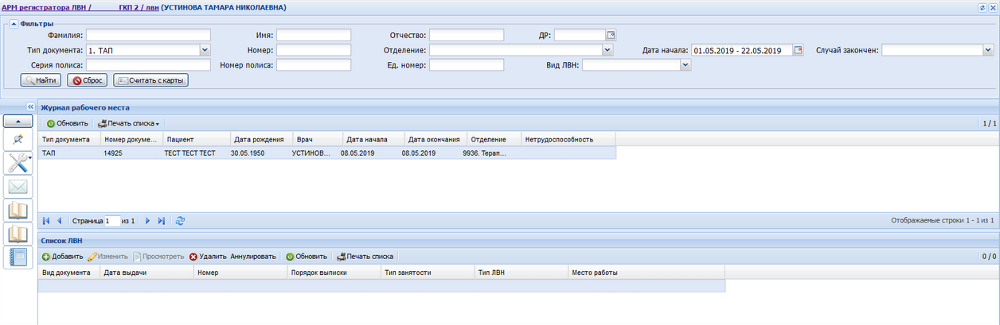 АРМ регистратора ЛВН / ГКП 2 / лвн (УСТИНОВА ТАМАРА НИКОЛАЕВНА)
Фильтры
Фамилия: Имя: Отчество: ДР:
Тип документа: 1. ТАП Номер: Отделение: Дата начала: 01.05.2019 - 22.05.2019 Случай закончен:
Серия полиса: Номер полиса: Ед. номер: Вид ЛВН:
Найти Сброс Считать с карты
Журнал рабочего места
Обновить Печать списка 1 / 1
Тип документа Номер докуме... Пациент Дата рождения Врач Дата начала Дата окончания Отделение Нетрудоспособность
ТАП 14925 ТЕСТ ТЕСТ ТЕСТ 30.05.1950 УСТИНОВ... 08.05.2019 08.05.2019 9936. Терап...
Страница 1 из 1 Отображаемые строки 1 - 1 из 1
Список ЛВН
Добавить Изменить Просмотреть Удалить Аннулировать Обновить Печать списка 0 / 0
Вид документа Дата выдачи Номер Порядок выписки Тип занятости Тип ЛВН Место работы